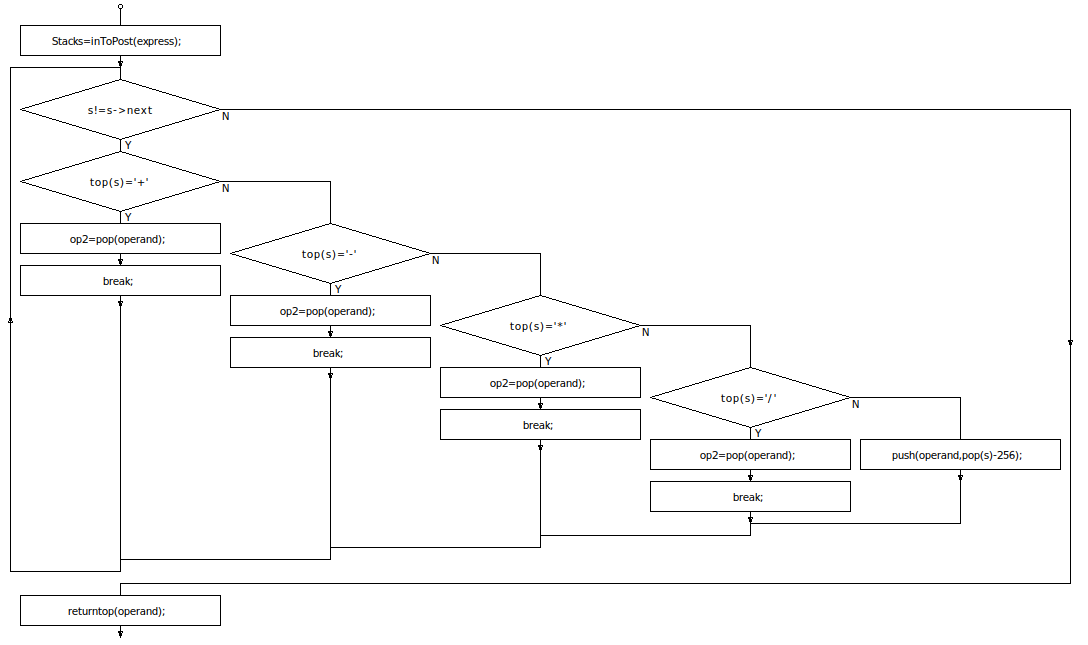 Stacks=inToPost(express);
s!=s->next
N
Y
top(s)='+'
N
Y
op2=pop(operand);
break;
top(s)='-'
N
Y
op2=pop(operand);
break;
top(s)='*'
N
Y
op2=pop(operand);
break;
top(s)='/'
N
Y
op2=pop(operand);
break;
push(operand,pop(s)-256);
returntop(operand);